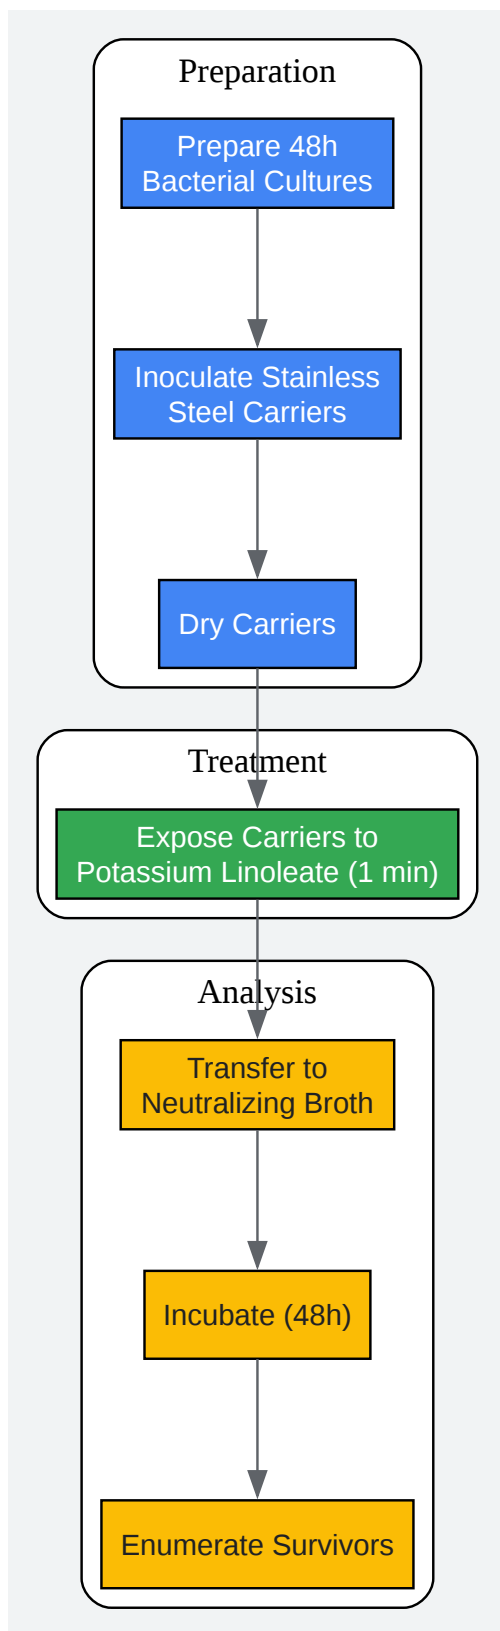 Preparation
Prepare 48h
Bacterial Cultures
Inoculate Stainless
Steel Carriers
Dry Carriers
Treatment
Expose Carriers to
Potassium Linoleate (1 min)
Analysis
Transfer to
Neutralizing Broth
Incubate (48h)
Enumerate Survivors